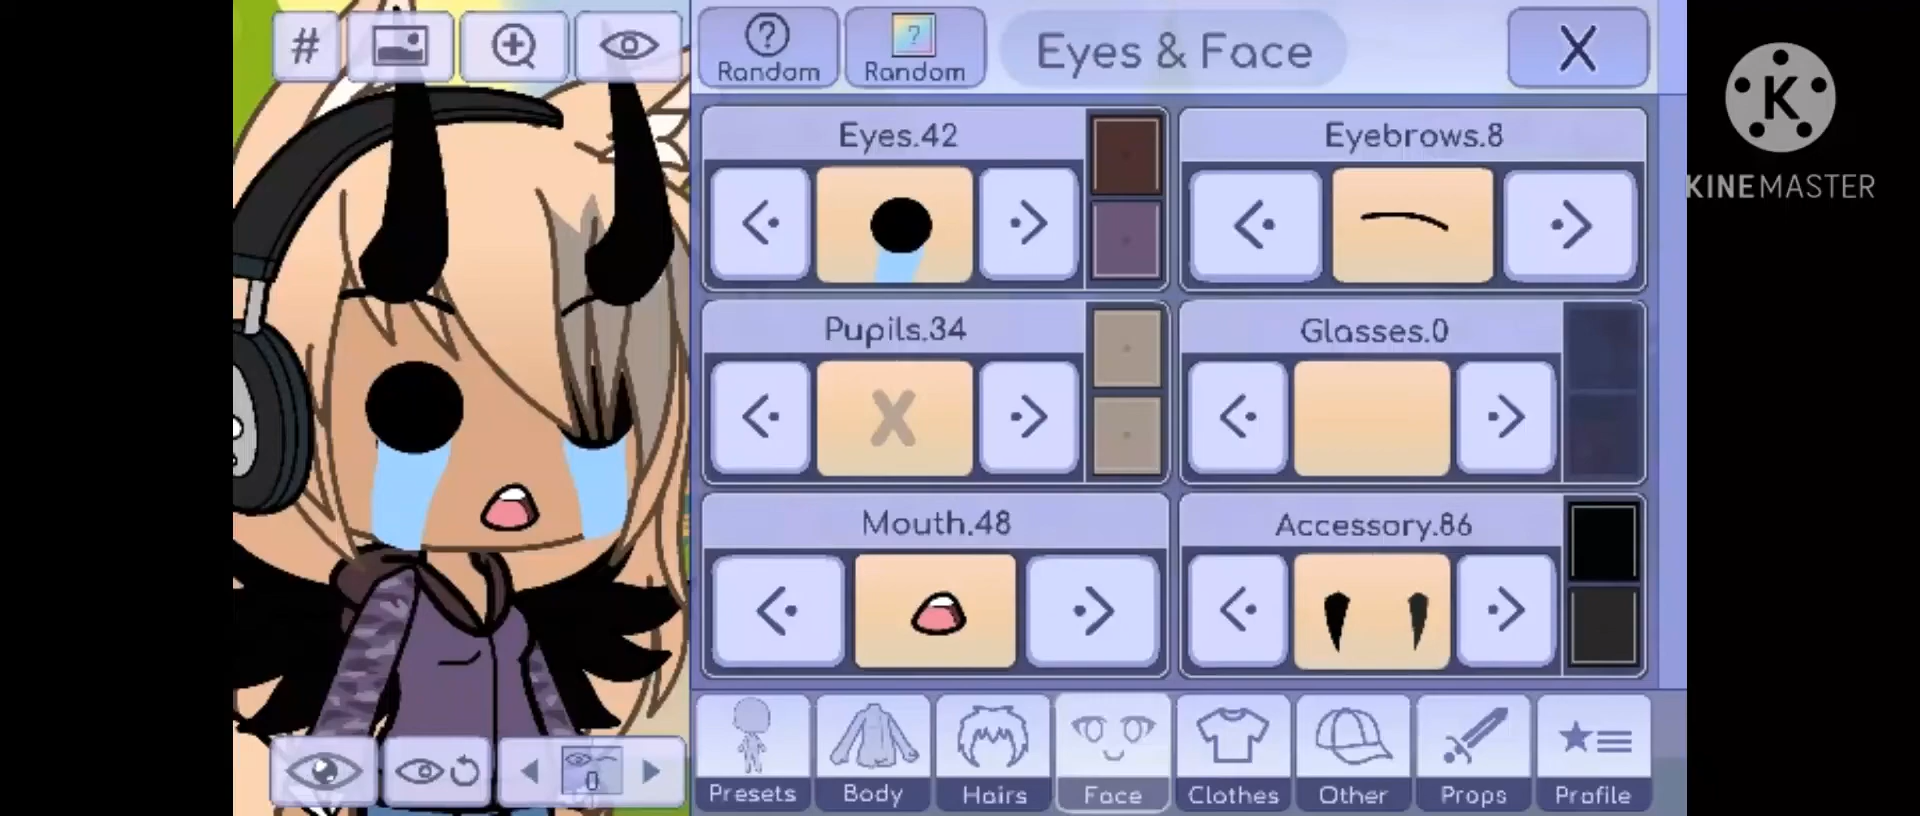 #
? Random
? Random
Eyes & Face
X
K
KINEMASTER
Eyes.42
Eyebrows.8
Pupils.34
Glasses.0
X
Mouth.48
Accessory.86
0
Presets
Body
Hairs
Face
Clothes
Other
Props
Profile